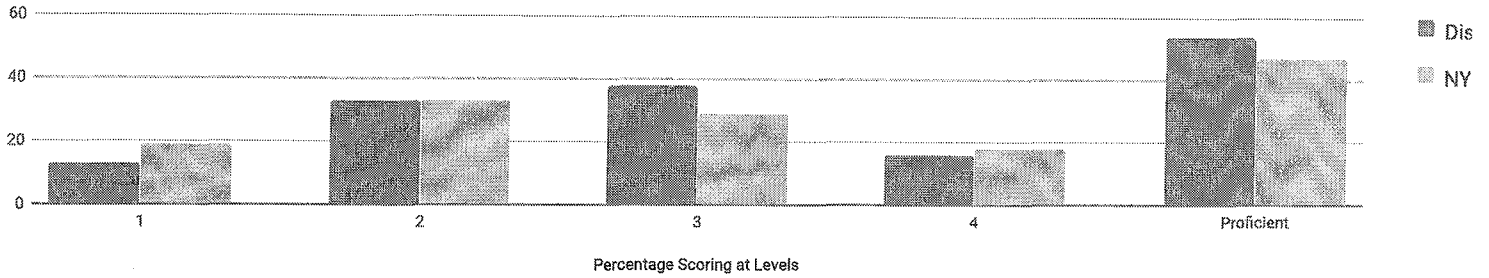 60
40
20
0
1 2 3 4 Proficient
Percentage Scoring at Levels
Dis
NY